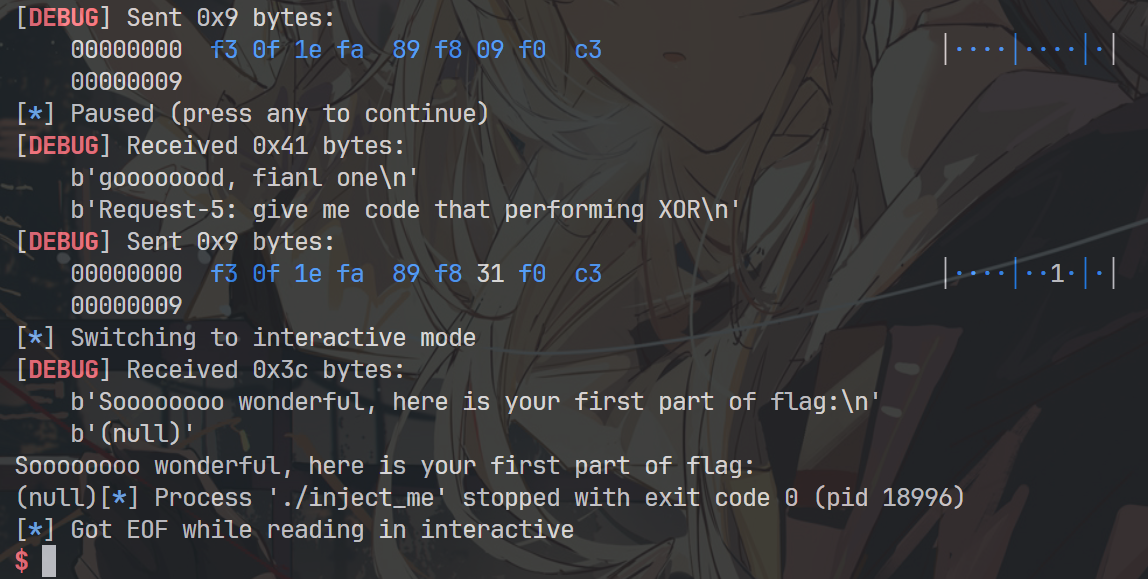 [DEBUG] Sent 0x9 bytes:
    00000000  f3 0f 1e fa  89 f8 09 f0  c3                                      │····│····│·│
    00000009
[*] Paused (press any to continue)
[DEBUG] Received 0x41 bytes:
    b'goooooood, fianl one\n'
    b'Request-5: give me code that performing XOR\n'
[DEBUG] Sent 0x9 bytes:
    00000000  f3 0f 1e fa  89 f8 31 f0  c3                                      │····│··1·│·│
    00000009
[*] Switching to interactive mode
[DEBUG] Received 0x3c bytes:
    b'Soooooooo wonderful, here is your first part of flag:\n'
    b'(null)'
Soooooooo wonderful, here is your first part of flag:
(null)[*] Process './inject_me' stopped with exit code 0 (pid 18996)
[*] Got EOF while reading in interactive
$